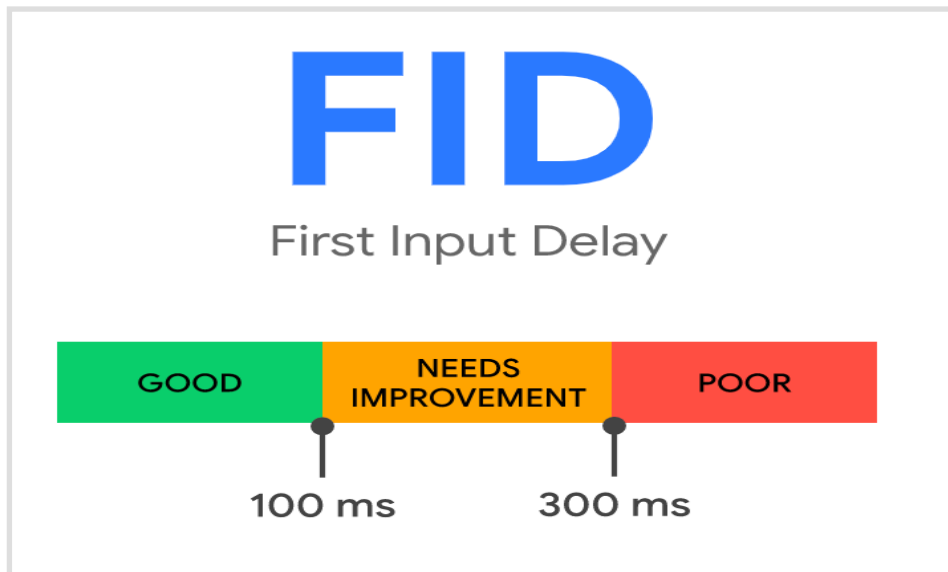 FID
First Input Delay
GOOD
NEEDS
IMPROVEMENT
POOR
100 ms
300 ms